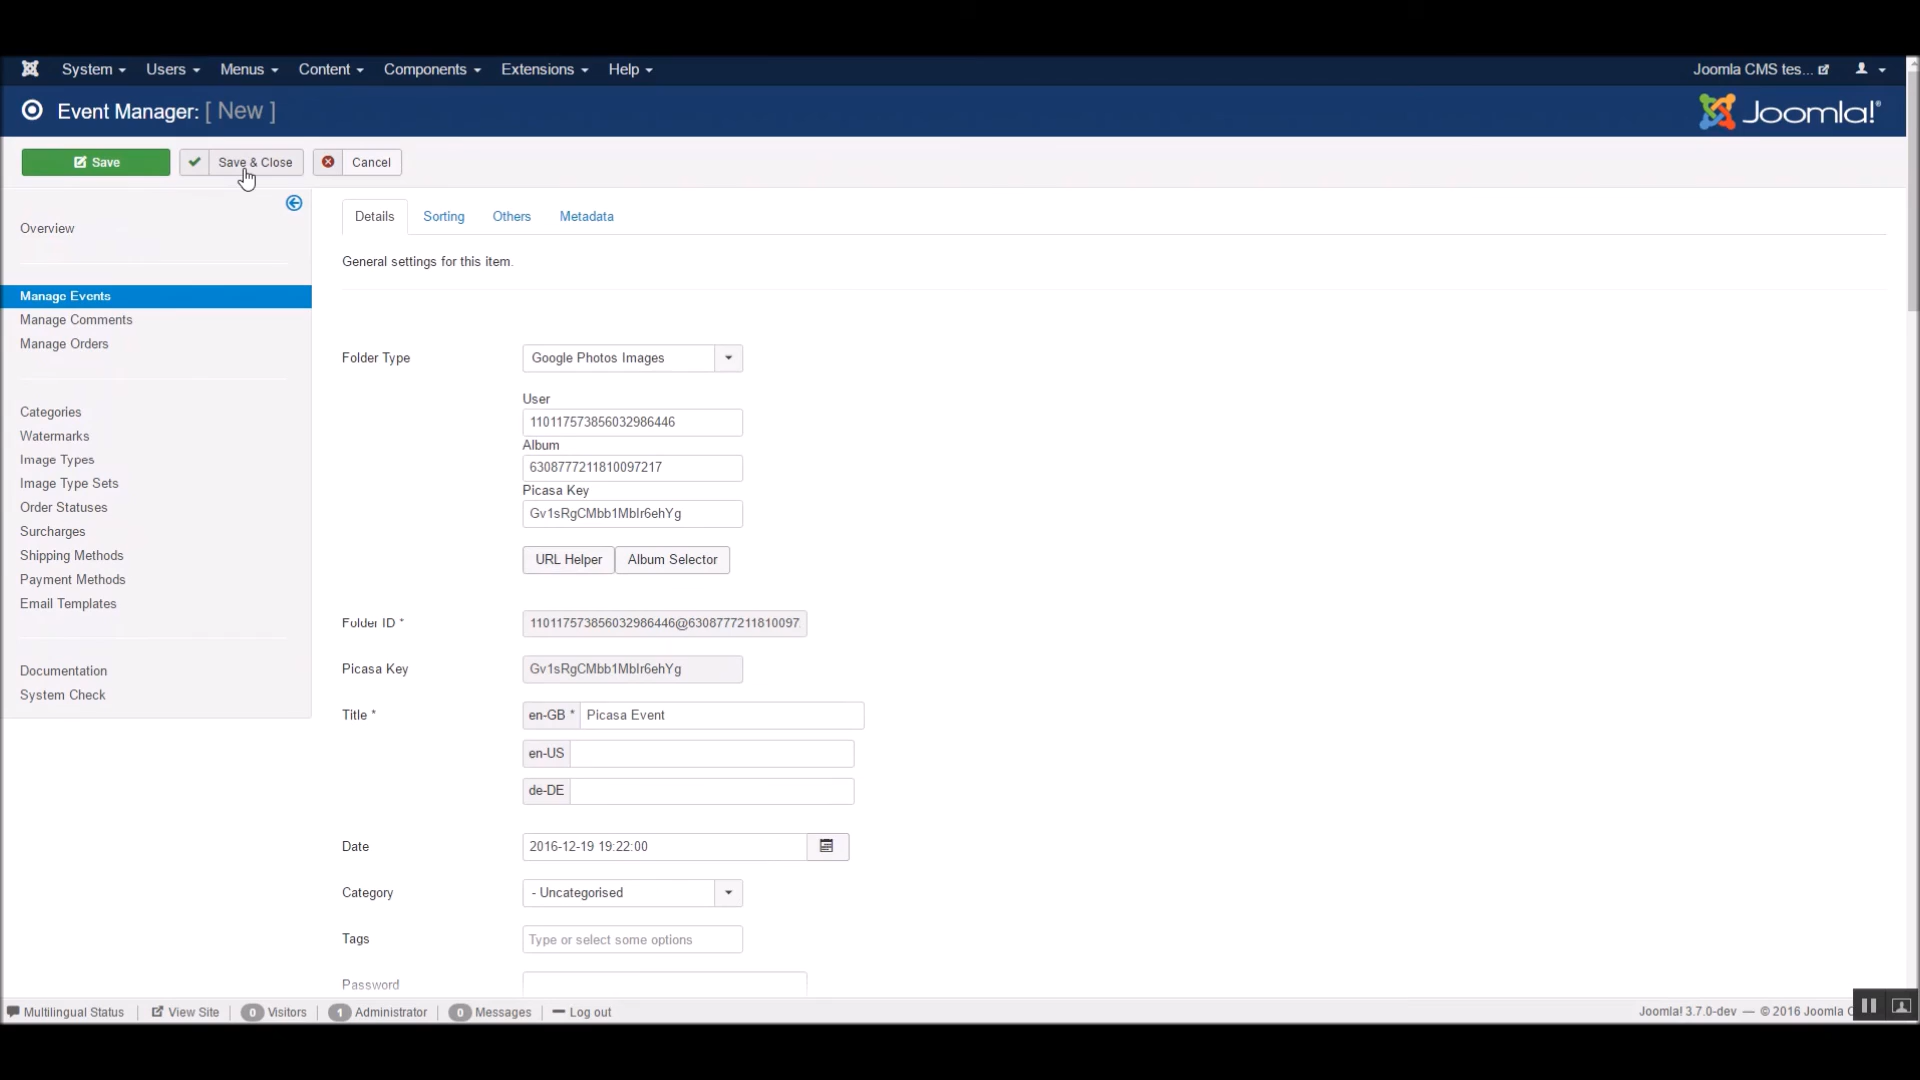 System Users Menus Content Components Extensions Help Joomla CMS tes...
Event Manager: [ New ] Joomla!®
Save Save & Close Cancel
Details Sorting Others Metadata
Overview
General settings for this item.
Manage Events
Manage Comments
Manage Orders
Folder Type Google Photos Images
User
110117573856032986446
Album
6308777211810097217
Picasa Key
Gv1sRgCMbb1MbIr6ehYg
URL Helper Album Selector
Categories
Watermarks
Image Types
Image Type Sets
Order Statuses
Surcharges
Shipping Methods
Payment Methods
Email Templates
Documentation
System Check
Folder ID * 110117573856032986446@6308777211810097
Picasa Key Gv1sRgCMbb1MbIr6ehYg
Title * en-GB * Picasa Event
en-US
de-DE
Date 2016-12-19 19:22:00
Category - Uncategorised
Tags Type or select some options
Password
Multilingual Status View Site 0 Visitors 1 Administrator 0 Messages Log out Joomla! 3.7.0-dev — © 2016 Joomla